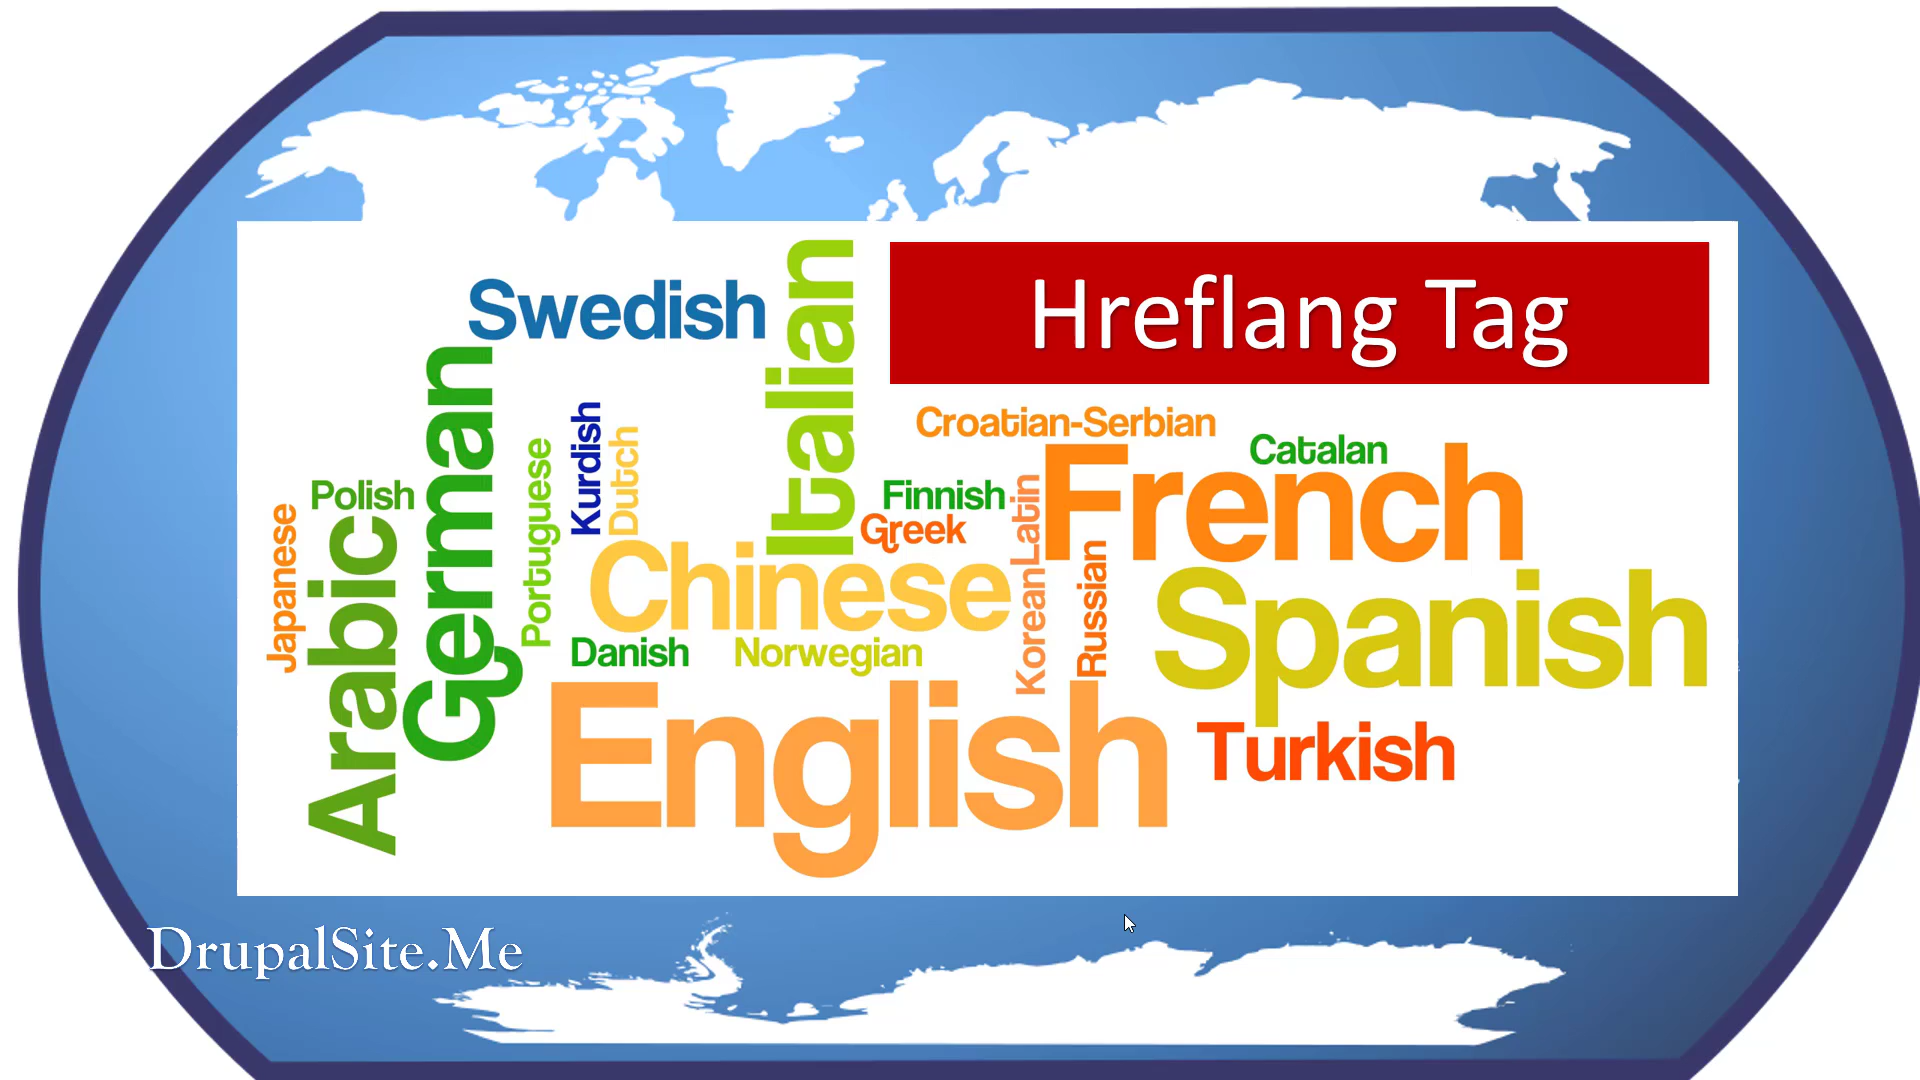 Hreflang Tag
Swedish
Italian
German
Kurdish
Dutch
Portuguese
Croatian-Serbian
Catalan
French
Polish
Finnish
Greek
Latin
Japanese
Arabic
Chinese
Korean
Russian
Spanish
Danish
Norwegian
English
Turkish
DrupalSite.Me